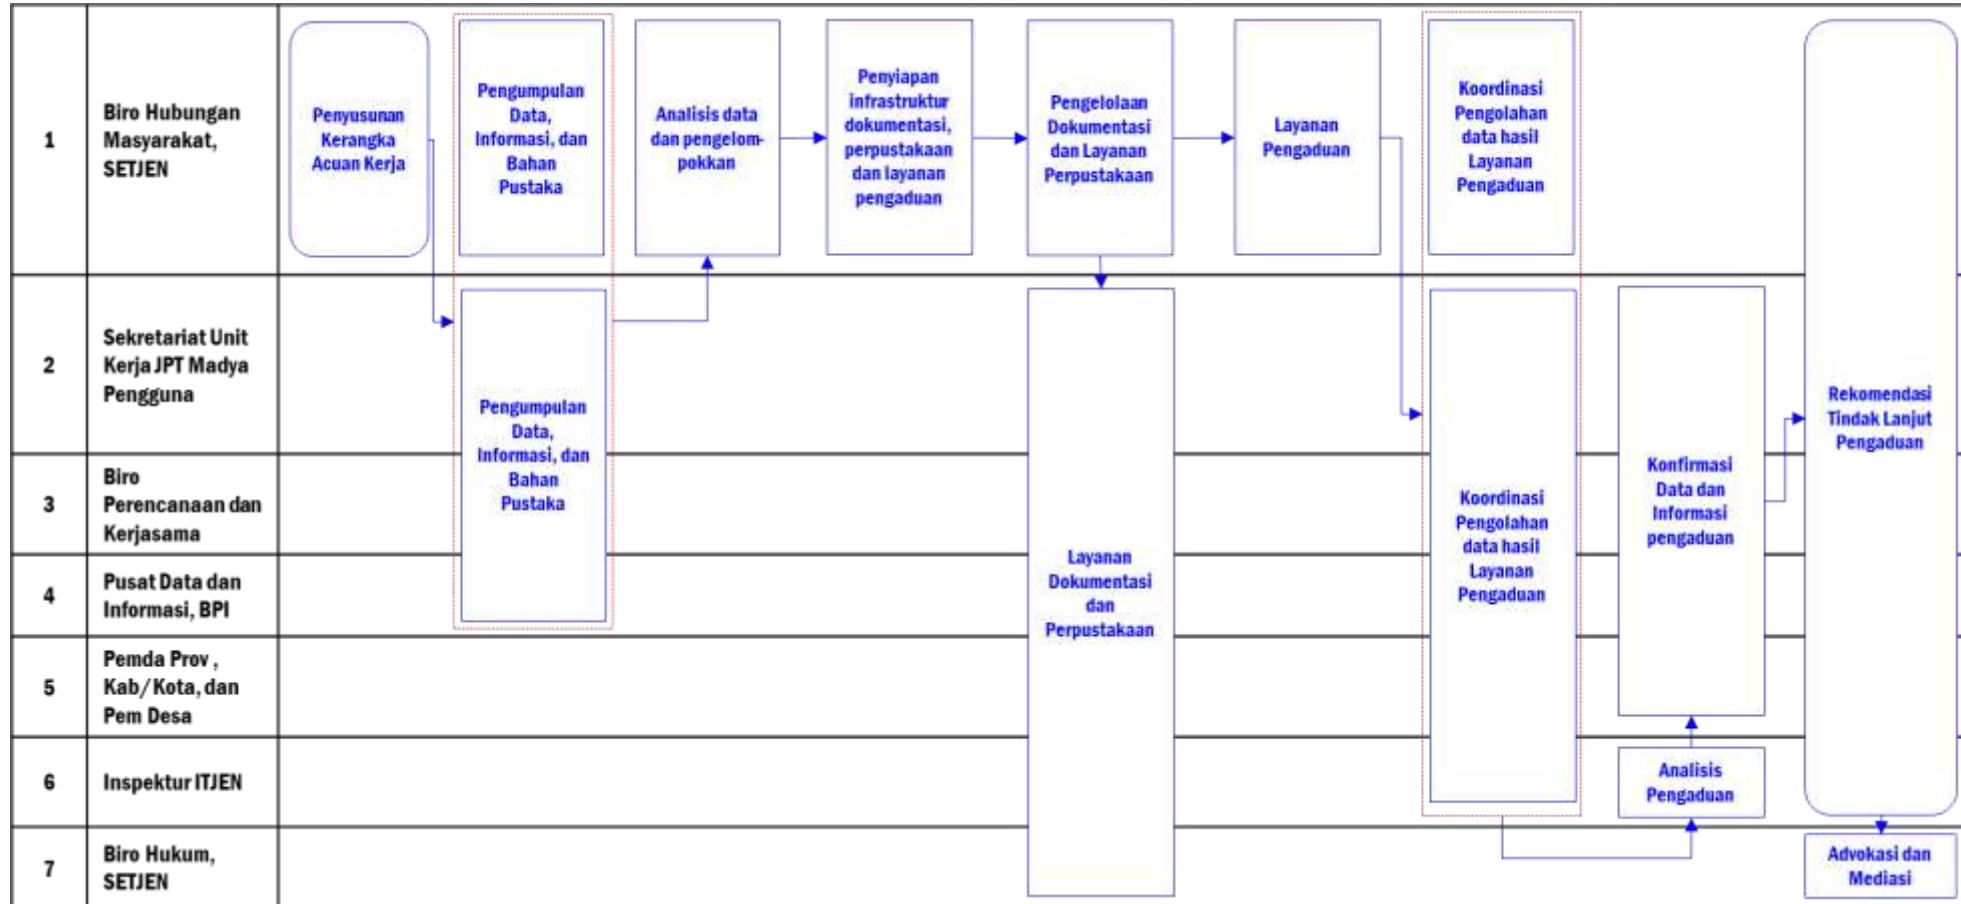 1
Biro Hubungan
Masyarakat,
SETJEN
Penyusunan
Kerangka
Acuan Kerja
Pengumpulan
Data,
Informasi, dan
Bahan
Pustaka
Analisis data
dan pengelom-
pokkan
Penyiapan
infrastruktur
dokumentasi,
perpustakaan
dan layanan
pengaduan
Pengelolaan
Dokumentasi
dan Layanan
Perpustakaan
Layanan
Pengaduan
Koordinasi
Pengolahan
data hasil
Layanan
Pengaduan
2
Sekretariat Unit
Kerja JPT Madya
Pengguna
Pengumpulan
Data,
Informasi, dan
Bahan
Pustaka
Rekomendasi
Tindak Lanjut
Pengaduan
3
Biro
Perencanaan dan
Kerjasama
Koordinasi
Pengolahan
data hasil
Layanan
Pengaduan
Konfirmasi
Data dan
Informasi
pengaduan
4
Pusat Data dan
Informasi, BPI
Layanan
Dokumentasi
dan
Perpustakaan
5
Pemda Prov ,
Kab/Kota, dan
Pem Desa
6
Inspektur ITJEN
Analisis
Pengaduan
7
Biro Hukum,
SETJEN
Advokasi dan
Mediasi